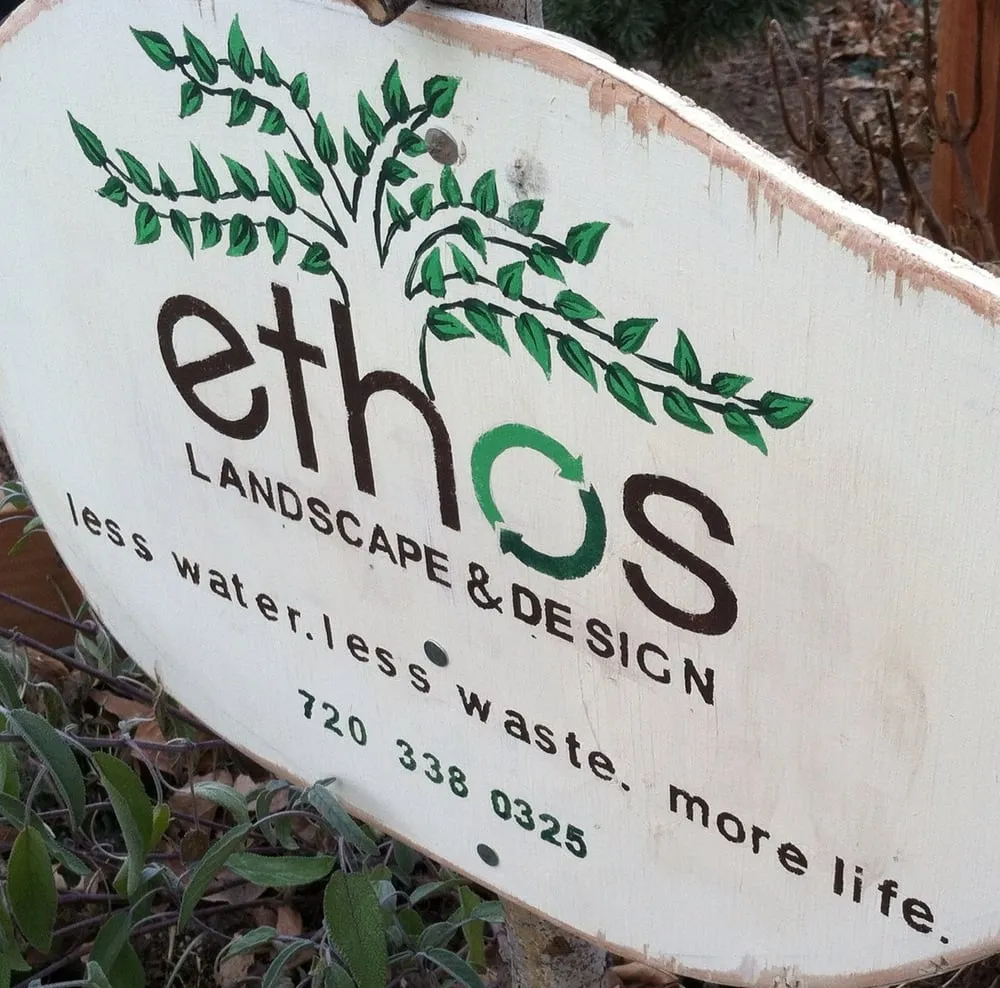 ethos
LANDSCAPE & DESIGN
less water. less waste. more life.
720 338 0325